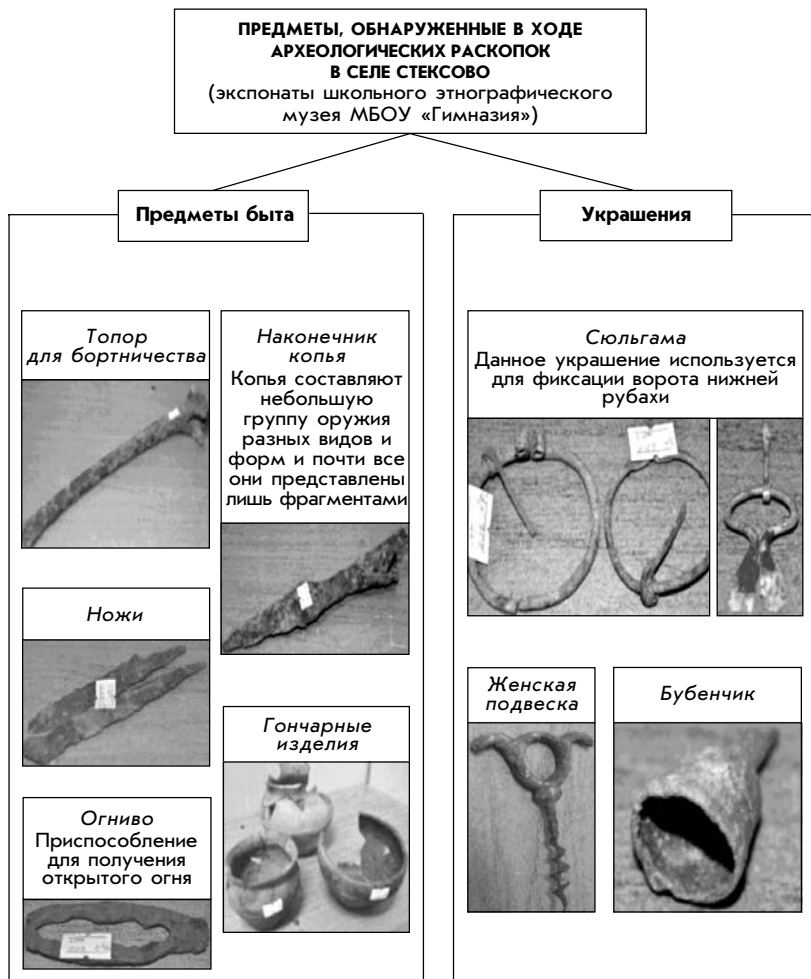 ПРЕДМЕТЫ, ОБНАРУЖЕННЫЕ В ХОДЕ
АРХЕОЛОГИЧЕСКИХ РАСКОПОК
В СЕЛЕ СТЕКСОВО
(экспонаты школьного этнографического
музея МБОУ «Гимназия»)
Предметы быта
Топор
для бортничества
Наконечник
копья
Копья составляют
небольшую
группу оружия
разных видов и
форм и почти все
они представлены
лишь фрагментами
Ножи
Гончарные
изделия
Огниво
Приспособление
для получения
открытого огня
Украшения
Сюльгама
Данное украшение используется
для фиксации ворота нижней
рубахи
Женская
подвеска
Бубенчик